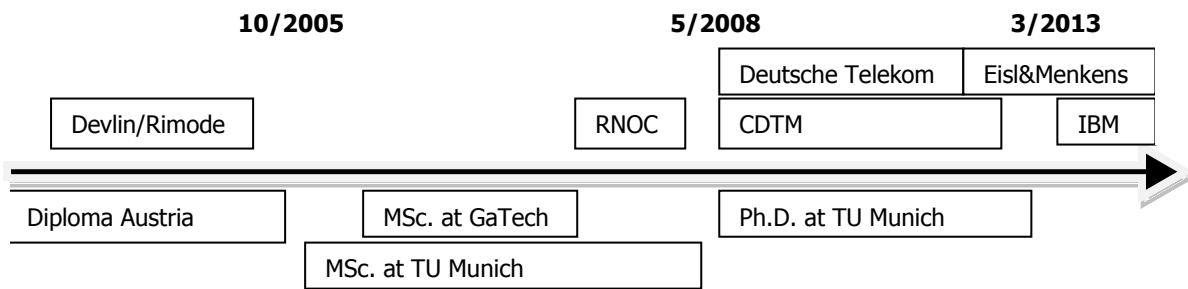 10/2005 5/2008 3/2013
Deutsche Telekom Eisl&Menkens
Devlin/Rimode RNOC CDTM IBM
Diploma Austria MSc. at GaTech Ph.D. at TU Munich
MSc. at TU Munich